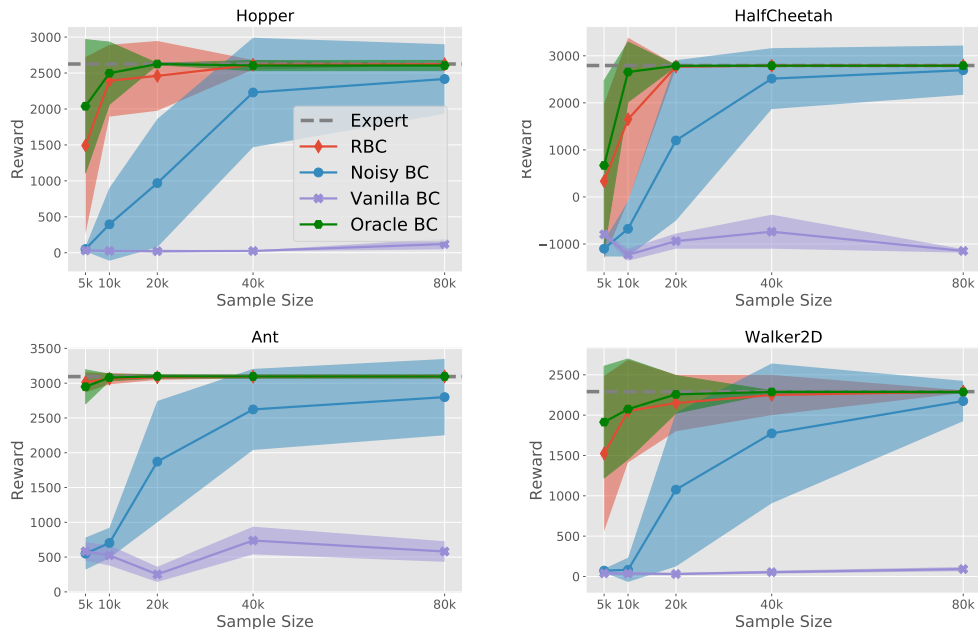 Hopper
3000
2500
2000
1500
1000
500
0
Reward
5k 10k 20k 40k 80k
Sample Size
Expert
RBC
Noisy BC
Vanilla BC
Oracle BC
HalfCheetah
3000
2000
1000
0
−1000
Reward
5k 10k 20k 40k 80k
Sample Size
Ant
3500
3000
2500
2000
1500
1000
500
0
Reward
5k 10k 20k 40k 80k
Sample Size
Walker2D
2500
2000
1500
1000
500
0
Reward
5k 10k 20k 40k 80k
Sample Size